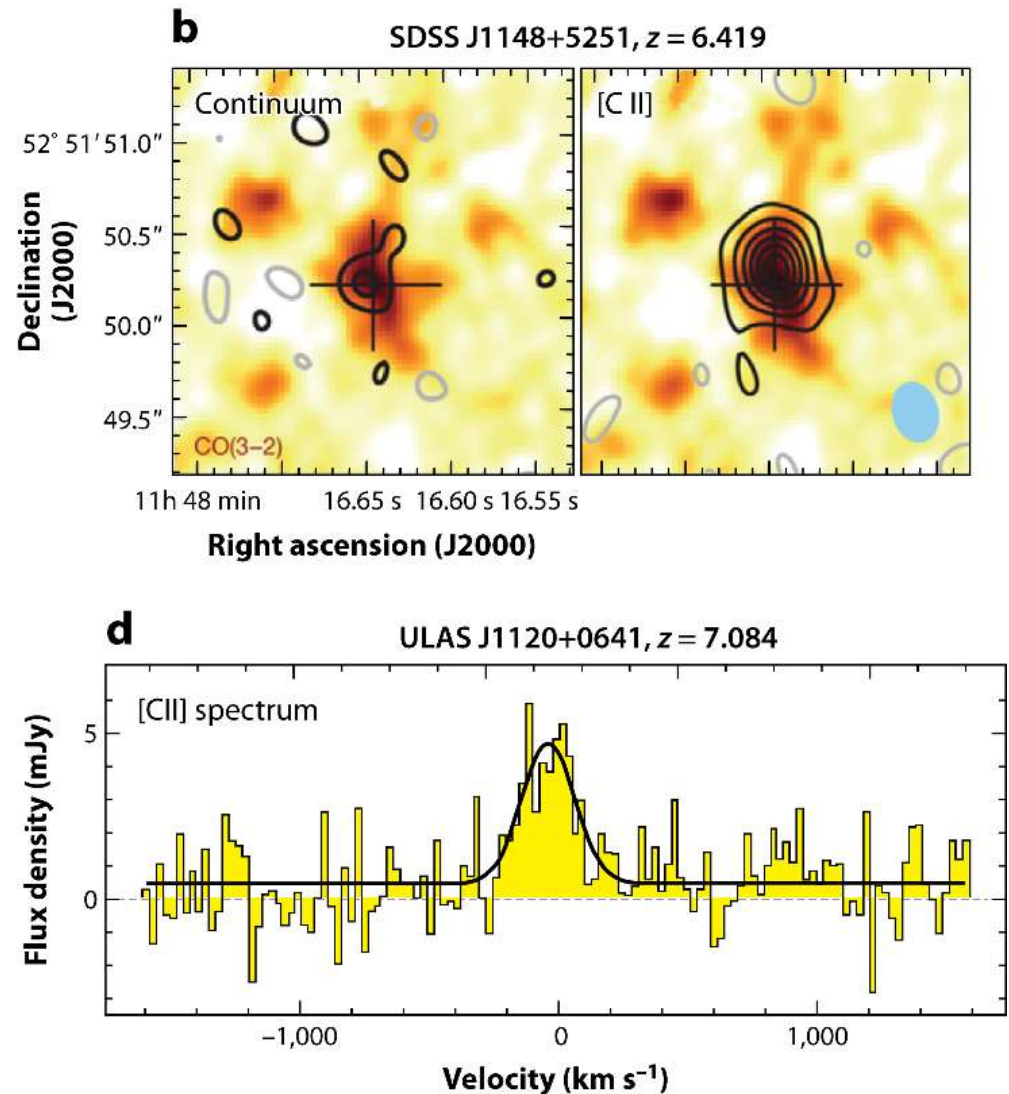 b
SDSS J1148+5251, z = 6.419
Continuum
[C II]
52° 51′ 51.0″
50.5″
50.0″
49.5″
Declination
(J2000)
CO(3–2)
11h 48 min 16.65 s 16.60 s 16.55 s
Right ascension (J2000)
d
ULAS J1120+0641, z = 7.084
[CII] spectrum
5
0
Flux density (mJy)
–1,000 0 1,000
Velocity (km s⁻¹)